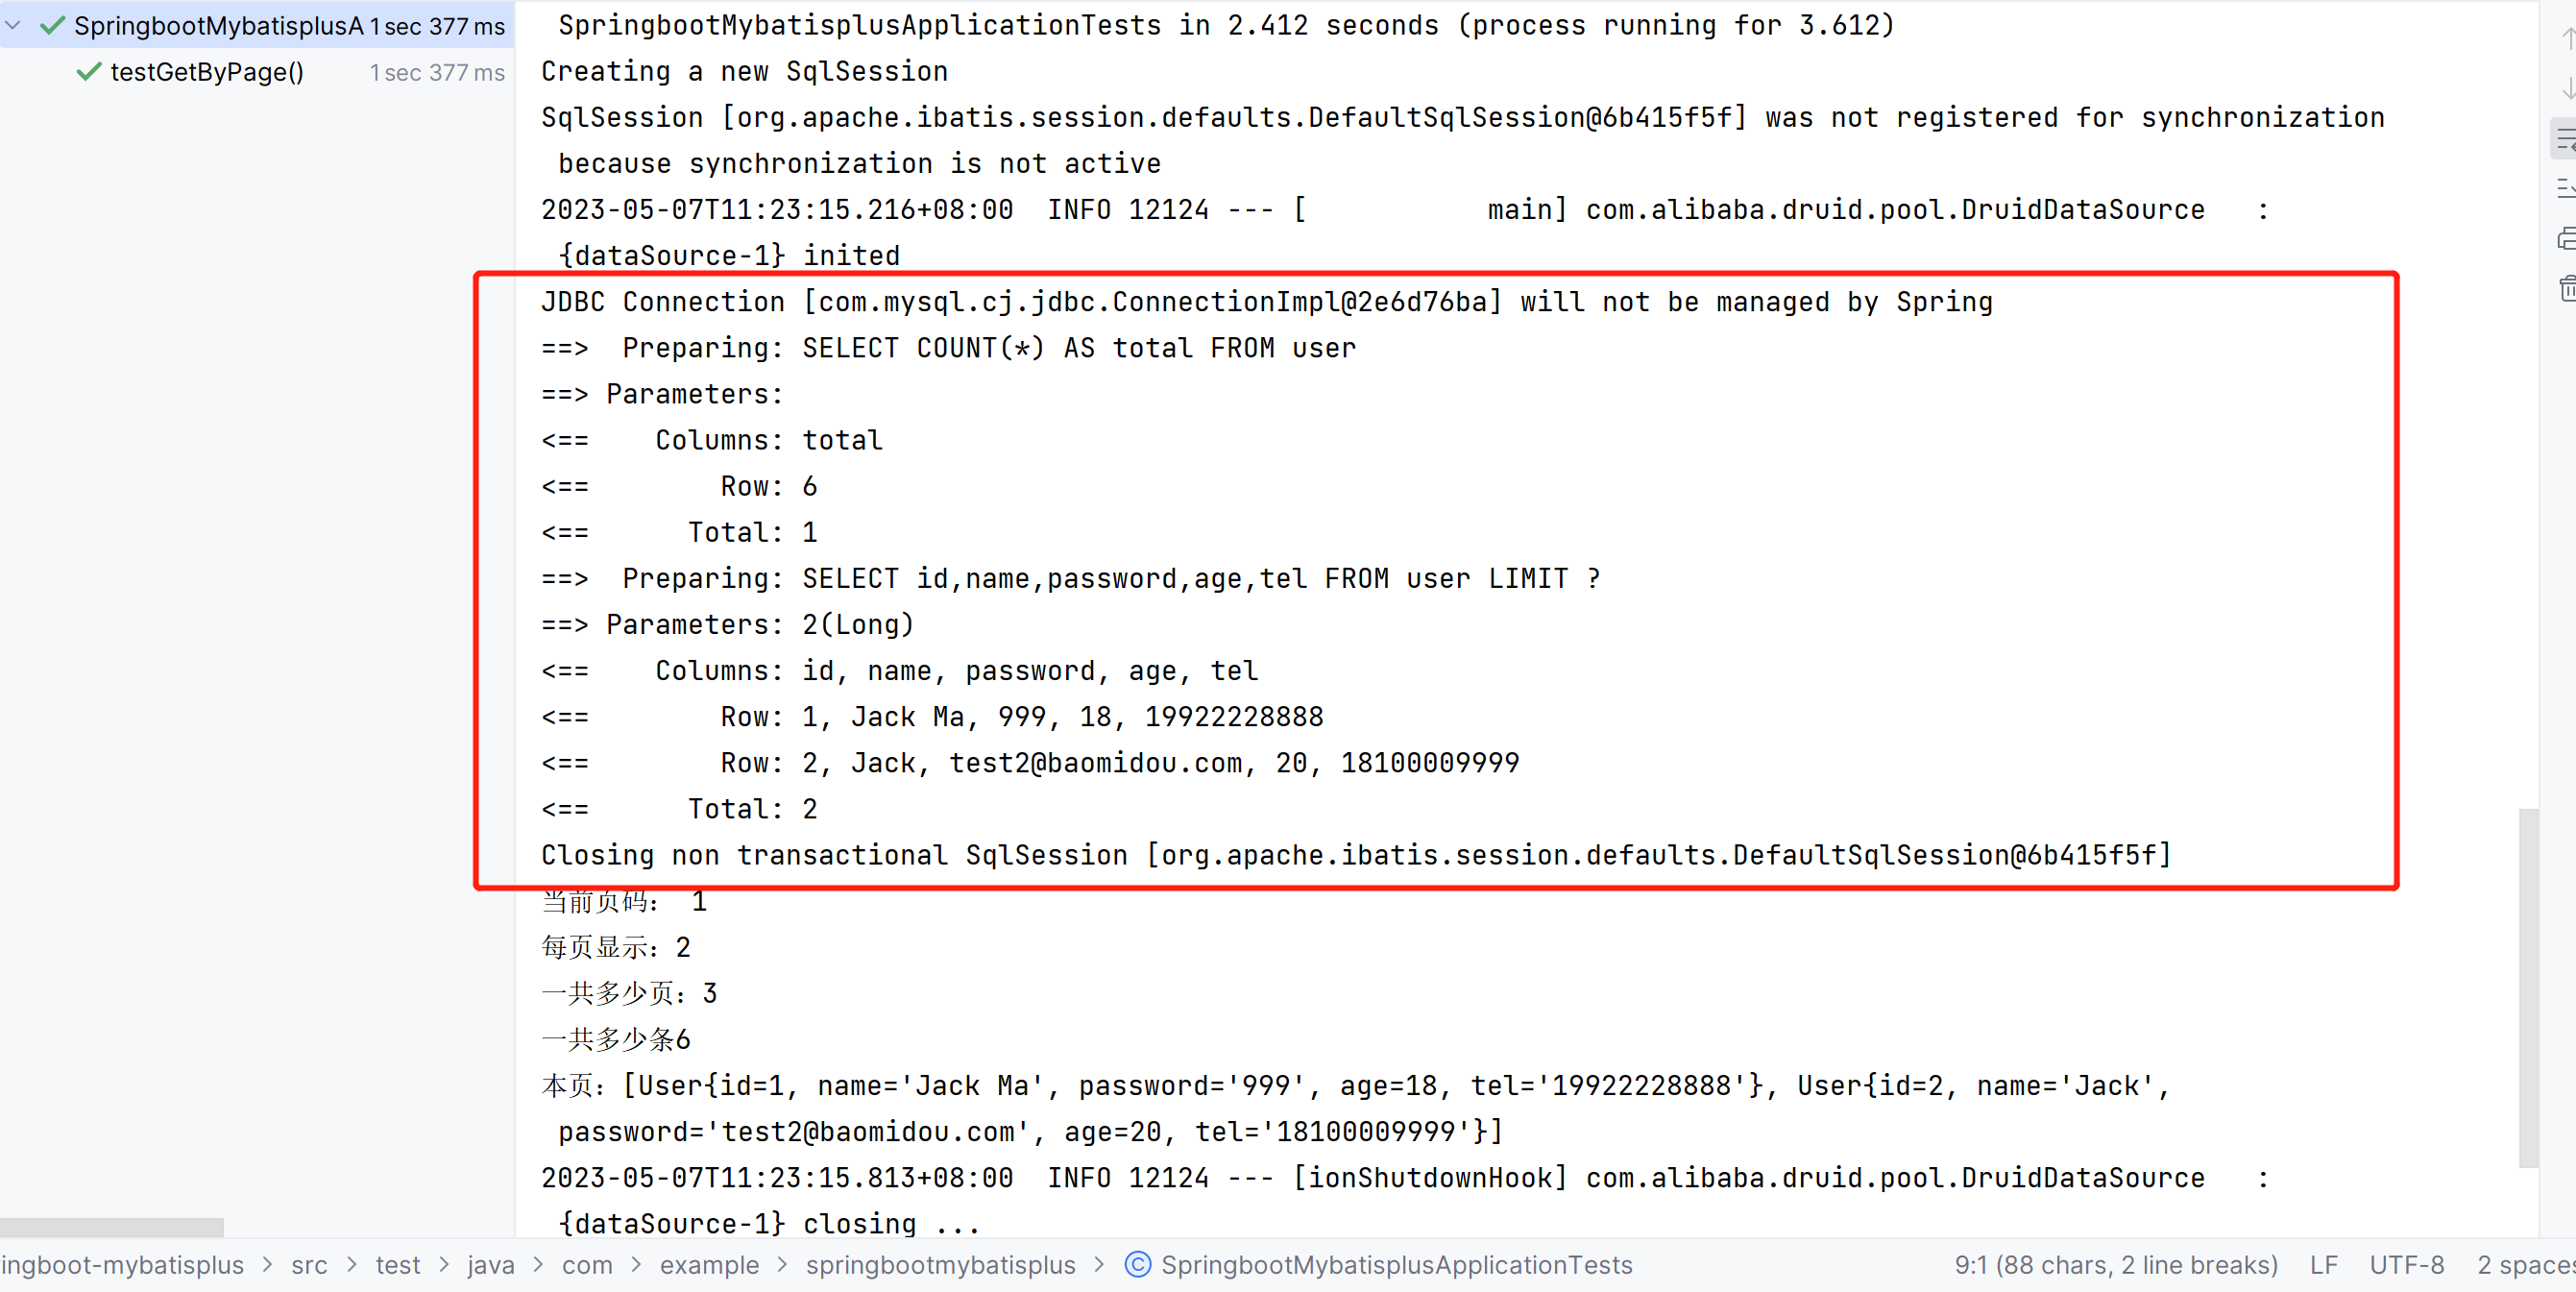 SpringbootMybatisplusA 1 sec 377 ms
testGetByPage() 1 sec 377 ms
SpringbootMybatisplusApplicationTests in 2.412 seconds (process running for 3.612)
Creating a new SqlSession
SqlSession [org.apache.ibatis.session.defaults.DefaultSqlSession@6b415f5f] was not registered for synchronization
because synchronization is not active
2023-05-07T11:23:15.216+08:00  INFO 12124 --- [           main] com.alibaba.druid.pool.DruidDataSource   :
{dataSource-1} inited
JDBC Connection [com.mysql.cj.jdbc.ConnectionImpl@2e6d76ba] will not be managed by Spring
==>  Preparing: SELECT COUNT(*) AS total FROM user
==> Parameters:
<==    Columns: total
<==        Row: 6
<==      Total: 1
==>  Preparing: SELECT id,name,password,age,tel FROM user LIMIT ?
==> Parameters: 2(Long)
<==    Columns: id, name, password, age, tel
<==        Row: 1, Jack Ma, 999, 18, 19922228888
<==        Row: 2, Jack, test2@baomidou.com, 20, 18100009999
<==      Total: 2
Closing non transactional SqlSession [org.apache.ibatis.session.defaults.DefaultSqlSession@6b415f5f]
当前页码： 1
每页显示：2
一共多少页：3
一共多少条6
本页：[User{id=1, name='Jack Ma', password='999', age=18, tel='19922228888'}, User{id=2, name='Jack',
password='test2@baomidou.com', age=20, tel='18100009999'}]
2023-05-07T11:23:15.813+08:00  INFO 12124 --- [ionShutdownHook] com.alibaba.druid.pool.DruidDataSource   :
{dataSource-1} closing ...
ingboot-mybatisplus > src > test > java > com > example > springbootmybatisplus > SpringbootMybatisplusApplicationTests 9:1 (88 chars, 2 line breaks) LF UTF-8 2 spaces